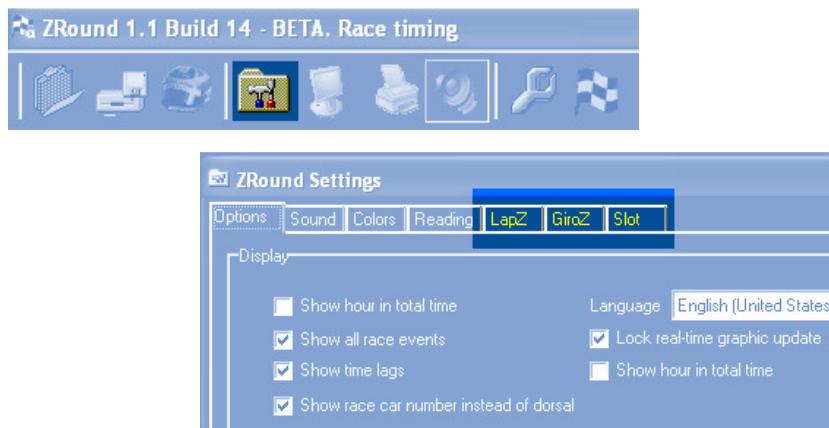 ZRound 1.1 Build 14 - BETA. Race timing
ZRound Settings
Options Sound Colors Reading LapZ GiroZ Slot
Display
Show hour in total time Language English (United States
Show all race events Lock real-time graphic update
Show time lags Show hour in total time
Show race car number instead of dorsal